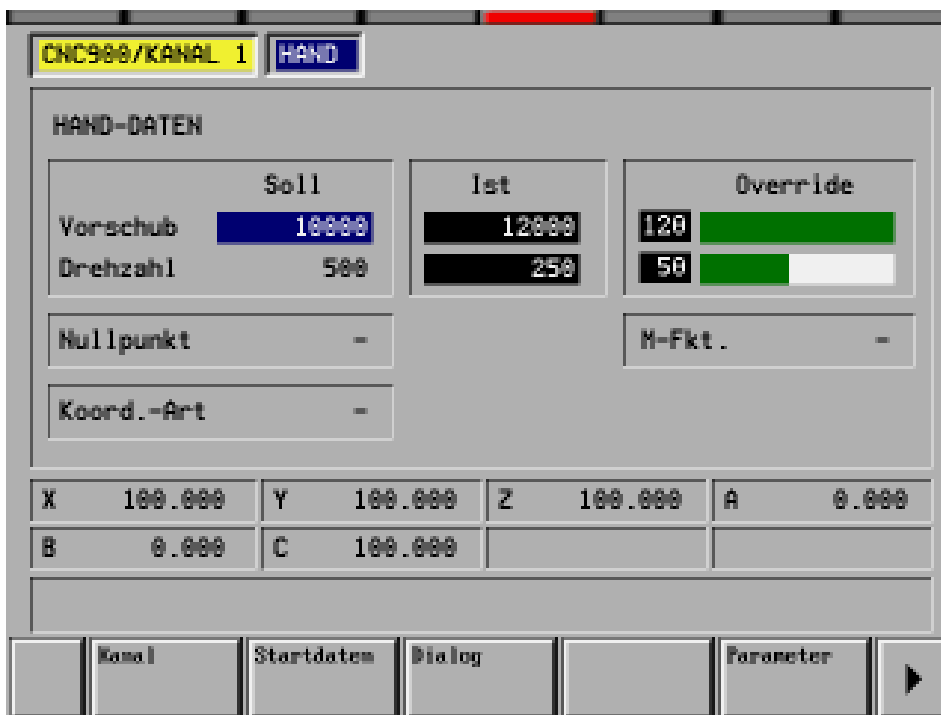 CNC900/KANAL 1 HAND
HAND-DATEN
Soll Ist Override
Vorschub 10000 12000 120
Drehzahl 500 250 50
Nullpunkt - M-Fkt. -
Koord.-Art -
X 100.000 Y 100.000 Z 100.000 A 0.000
B 0.000 C 100.000
Kanal Startdaten Dialog Parameter